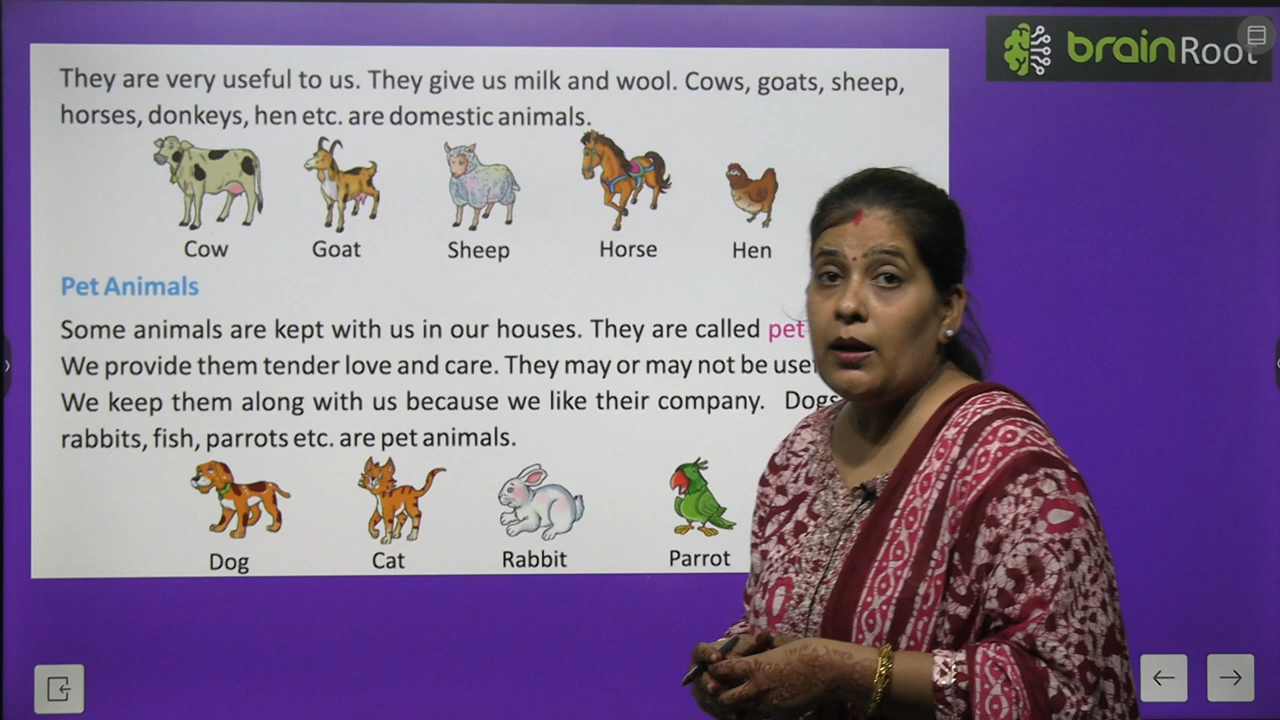 brainRoot
They are very useful to us. They give us milk and wool. Cows, goats, sheep,
horses, donkeys, hen etc. are domestic animals.
Cow Goat Sheep Horse Hen
Pet Animals
Some animals are kept with us in our houses. They are called pet
We provide them tender love and care. They may or may not be
We keep them along with us because we like their company. Dogs
rabbits, fish, parrots etc. are pet animals.
Dog Cat Rabbit Parrot